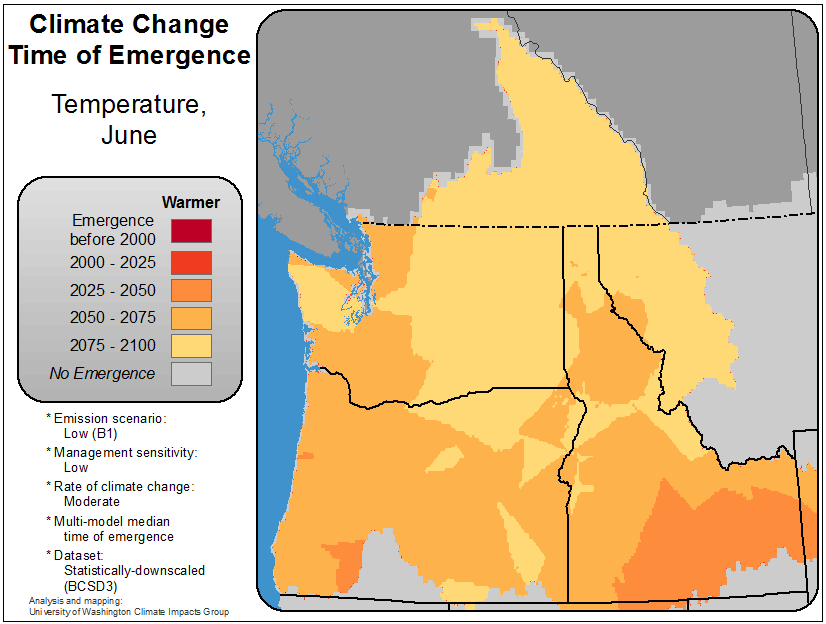 Climate Change
Time of Emergence
Temperature,
June
Warmer
Emergence
before 2000
2000 - 2025
2025 - 2050
2050 - 2075
2075 - 2100
No Emergence
* Emission scenario:
Low (B1)
* Management sensitivity:
Low
* Rate of climate change:
Moderate
* Multi-model median
time of emergence
* Dataset:
Statistically-downscaled
(BCSD3)
Analysis and mapping:
University of Washington Climate Impacts Group